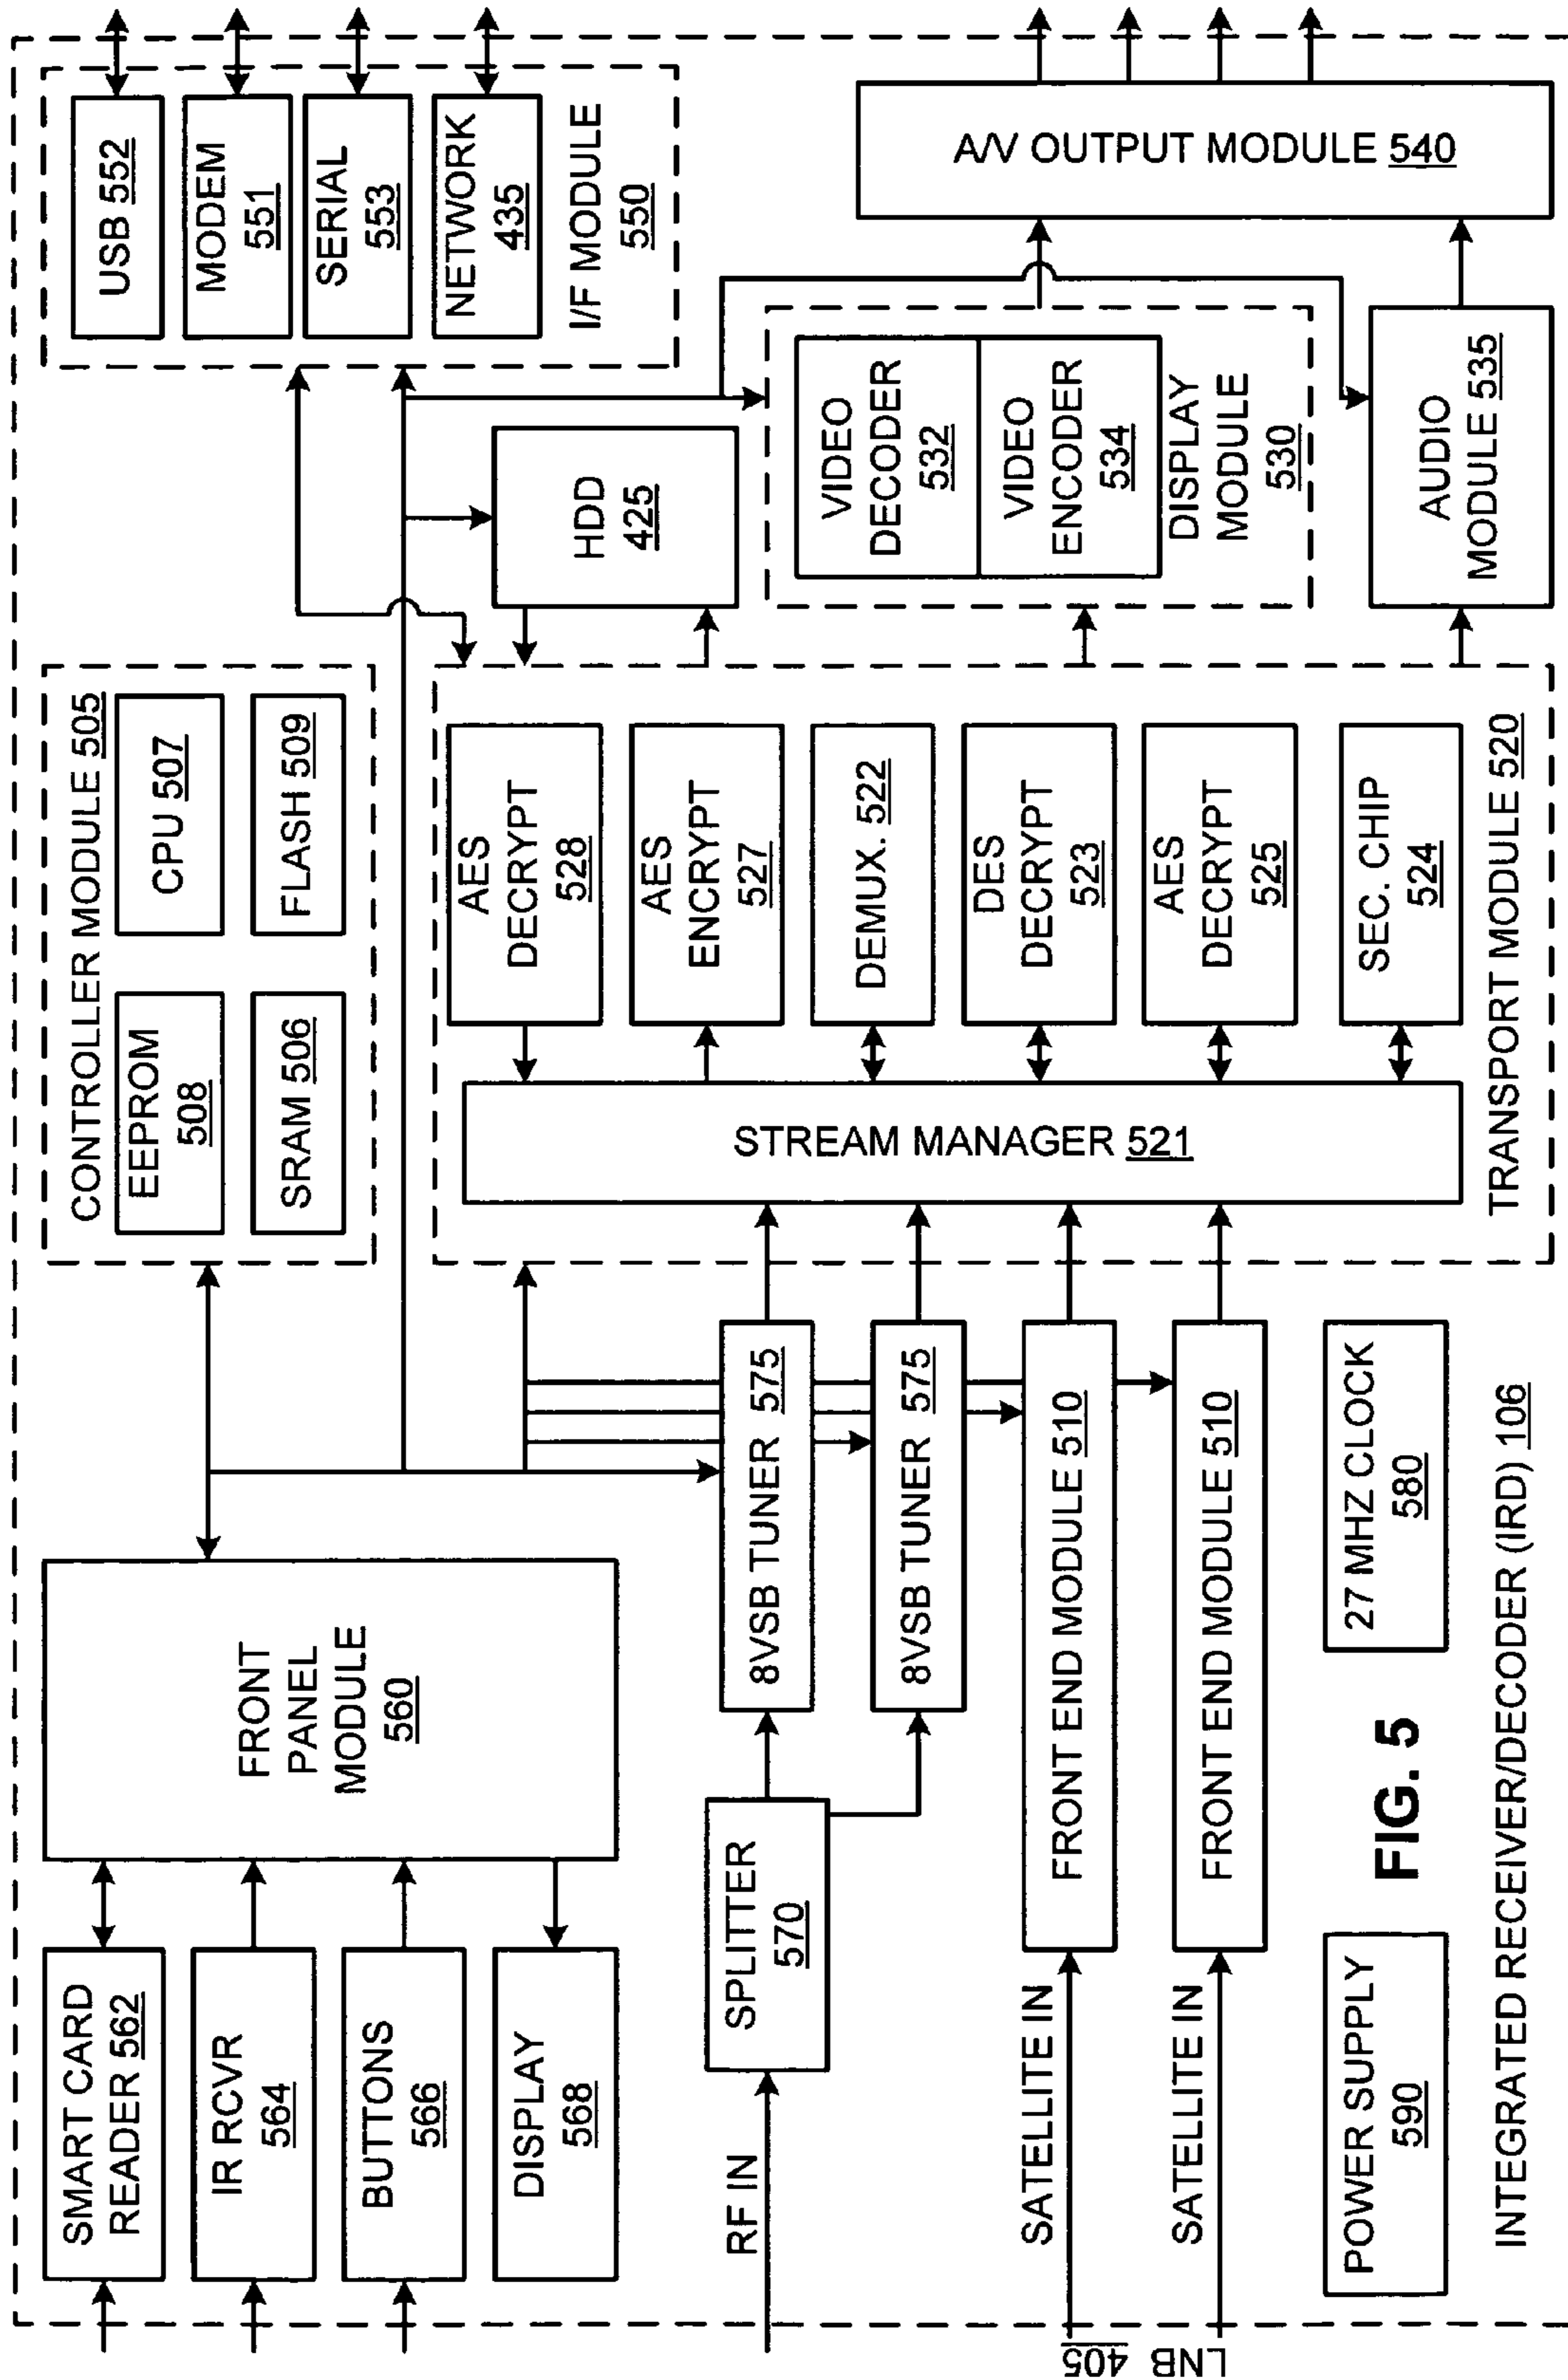 SMART CARD
READER 562
IR RCVR
564
BUTTONS
566
DISPLAY
568
FRONT
PANEL
MODULE
560
CONTROLLER MODULE 505
EEPROM
508
CPU 507
SRAM 506
FLASH 509
USB 552
MODEM
551
SERIAL
553
NETWORK
435
I/F MODULE
550
RF IN
SPLITTER
570
8VSB TUNER 575
8VSB TUNER 575
SATELLITE IN
FRONT END MODULE 510
SATELLITE IN
FRONT END MODULE 510
LNB 405
STREAM MANAGER 521
AES
DECRYPT
528
AES
ENCRYPT
527
DEMUX. 522
DES
DECRYPT
523
AES
DECRYPT
525
SEC. CHIP
524
TRANSPORT MODULE 520
HDD
425
VIDEO
DECODER
532
VIDEO
ENCODER
534
DISPLAY
MODULE
530
AUDIO
MODULE 535
A/V OUTPUT MODULE 540
POWER SUPPLY
590
FIG. 5
27 MHZ CLOCK
580
INTEGRATED RECEIVER/DECODER (IRD) 106